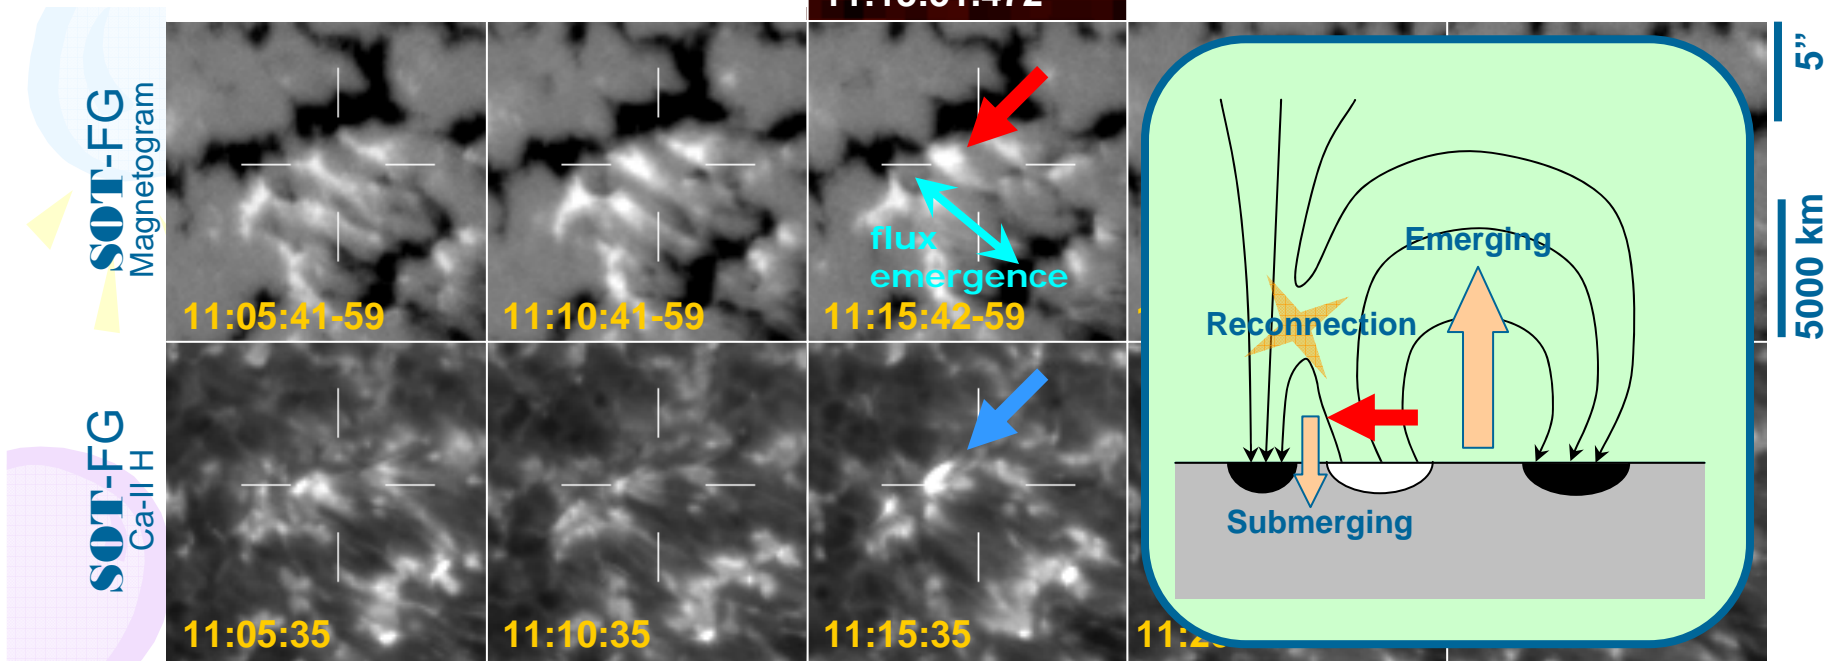 SOT-FG
Magnetogram
11:05:41-59
11:10:41-59
flux
emergence
11:15:42-59
Emerging
Reconnection
Submerging
5”
5000 km
SOT-FG
Ca-II H
11:05:35
11:10:35
11:15:35